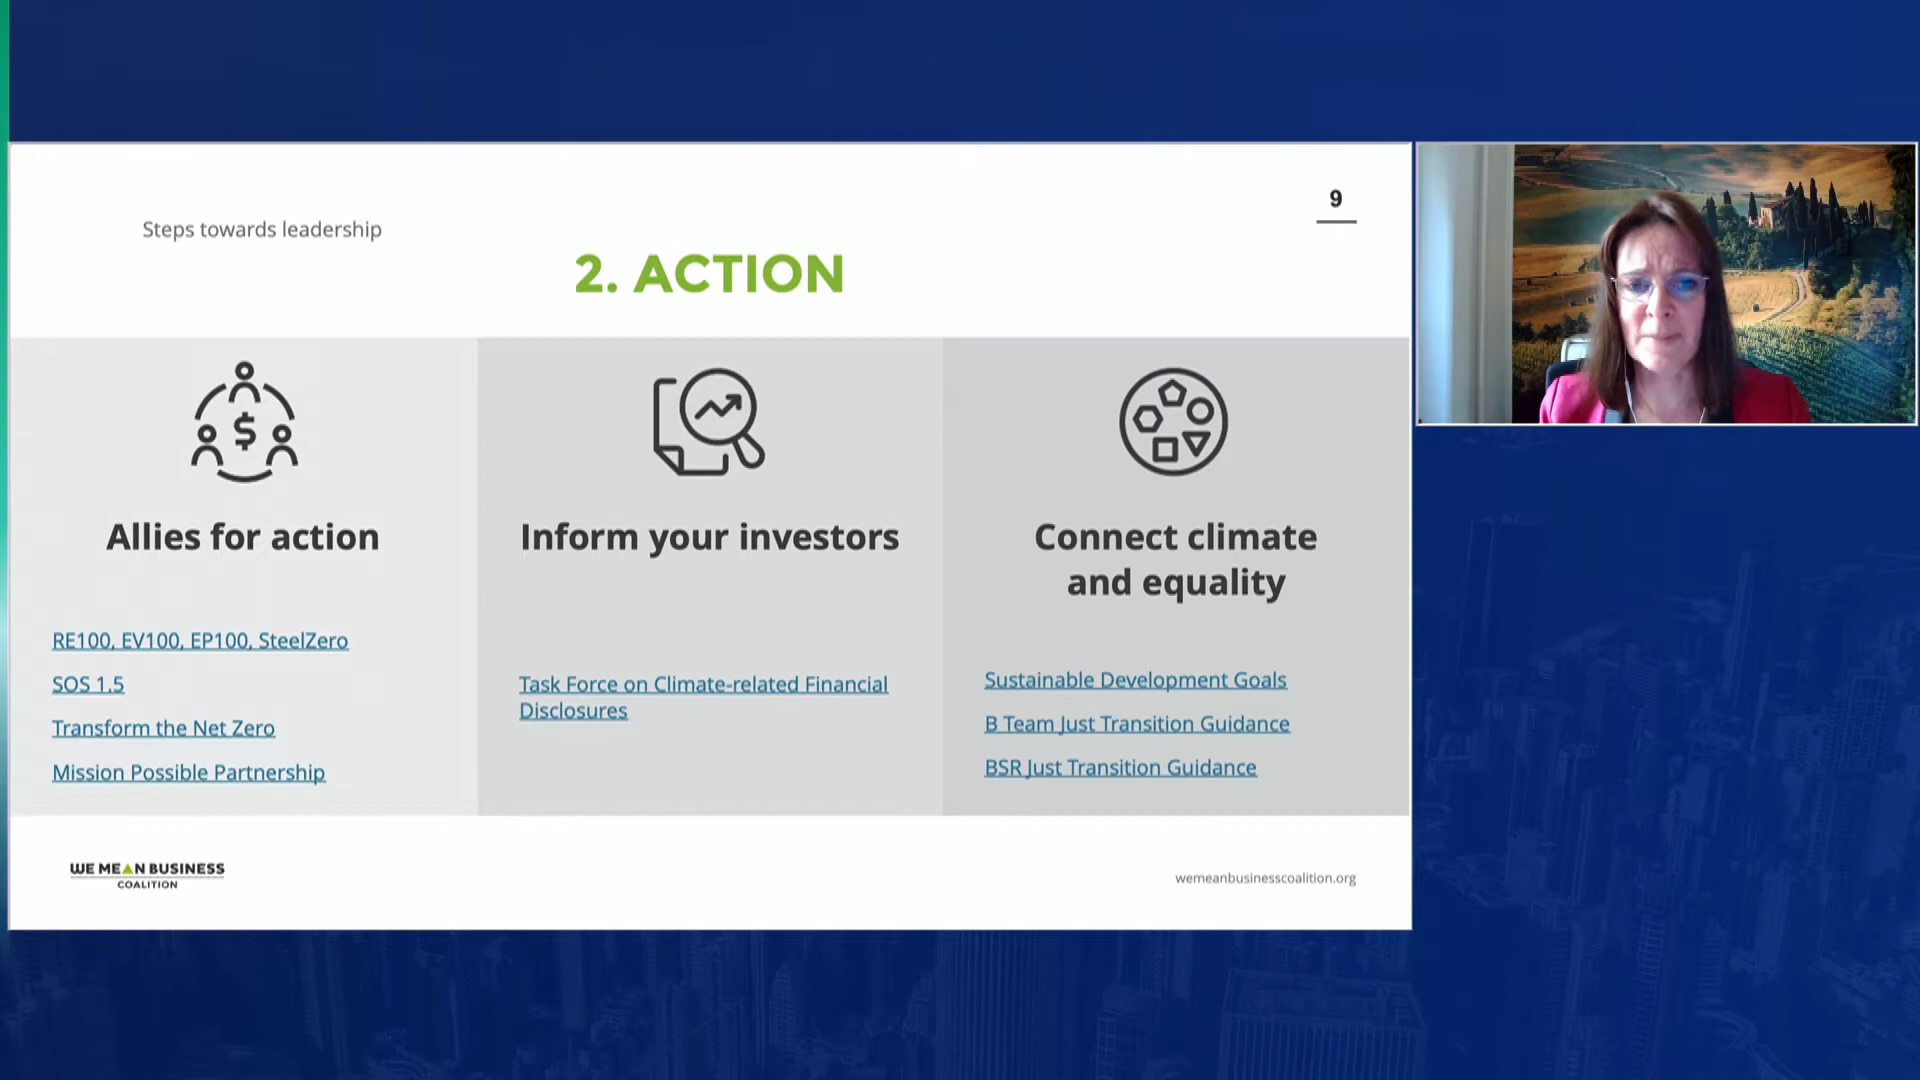 9
Steps towards leadership
2. ACTION
$
Allies for action
RE100, EV100, EP100, SteelZero
SOS 1.5
Transform the Net Zero
Mission Possible Partnership
Inform your investors
Task Force on Climate-related Financial
Disclosures
Connect climate
and equality
Sustainable Development Goals
B Team Just Transition Guidance
BSR Just Transition Guidance
WE MEAN BUSINESS
COALITION
wemeanbusinesscoalition.org